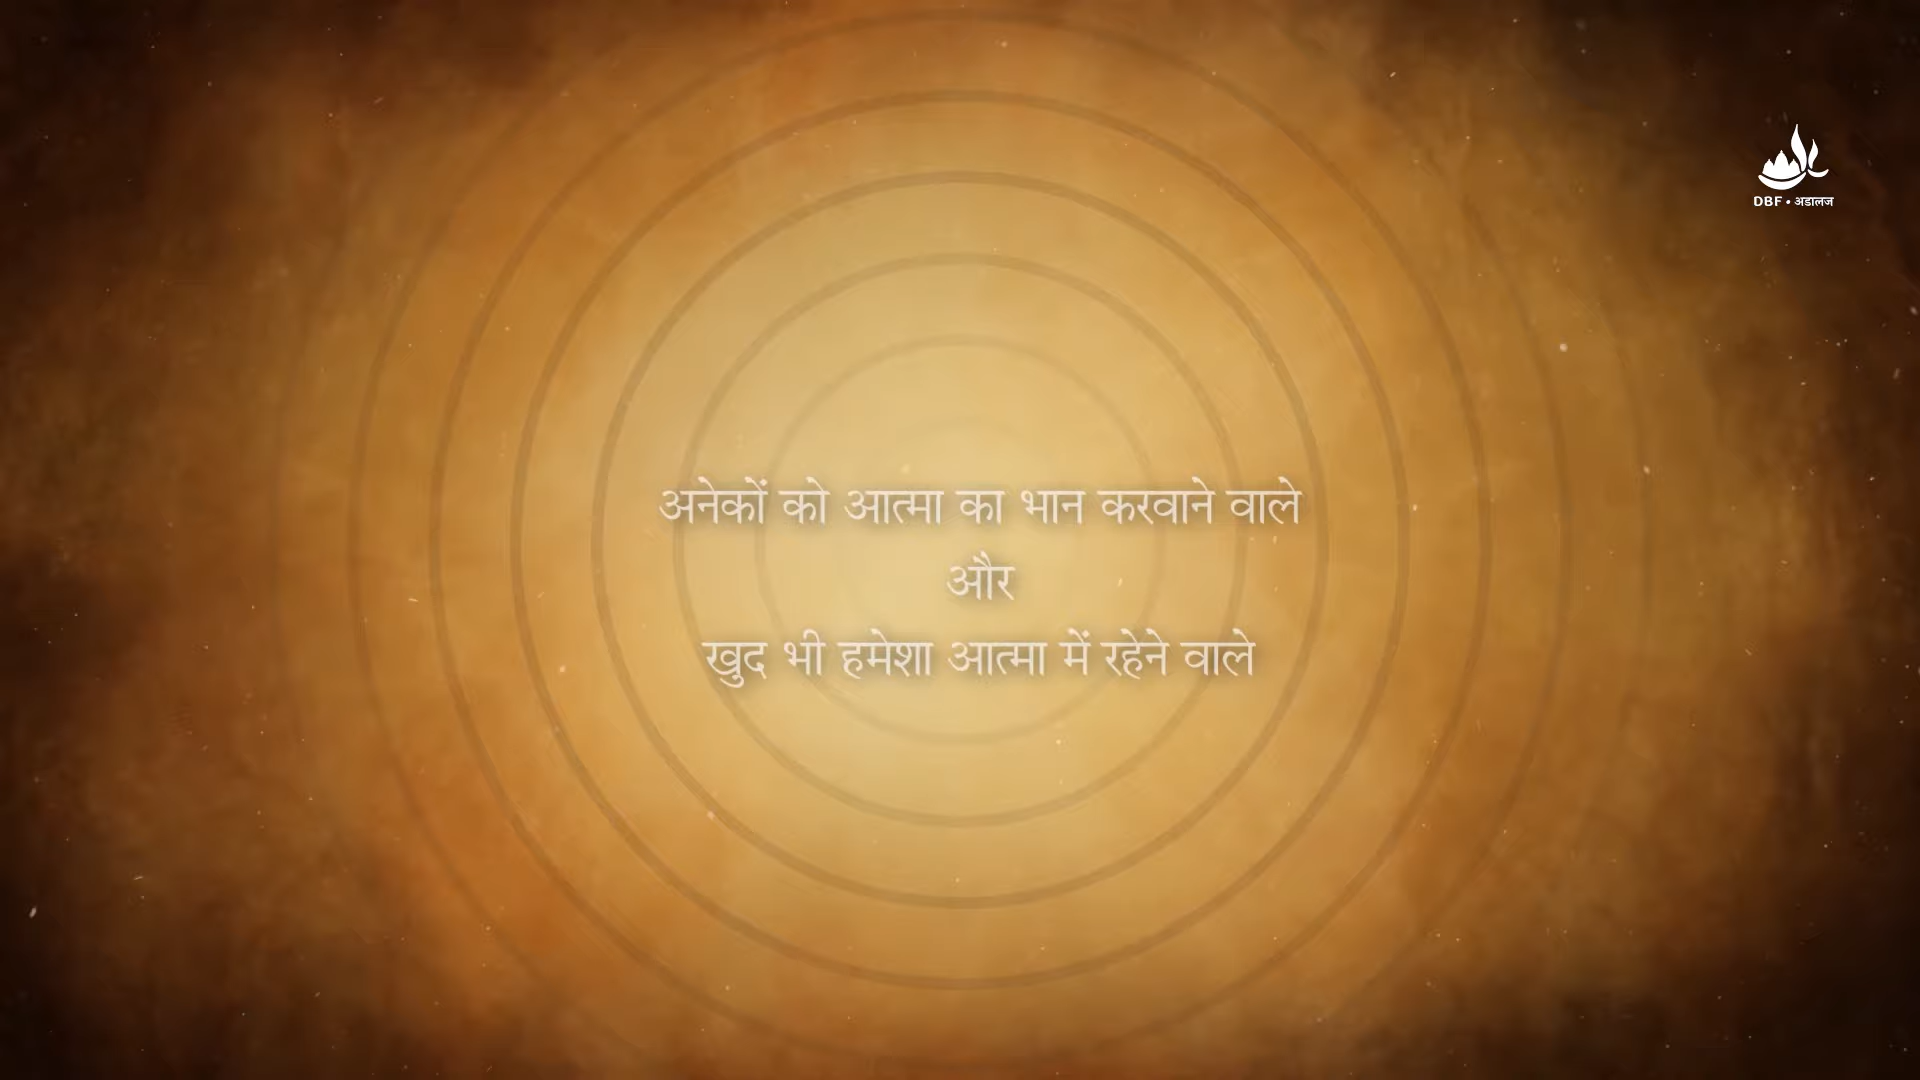 DBF • अडालज
अनेकों को आत्मा का भान करवाने वाले
और
खुद भी हमेशा आत्मा में रहेने वाले